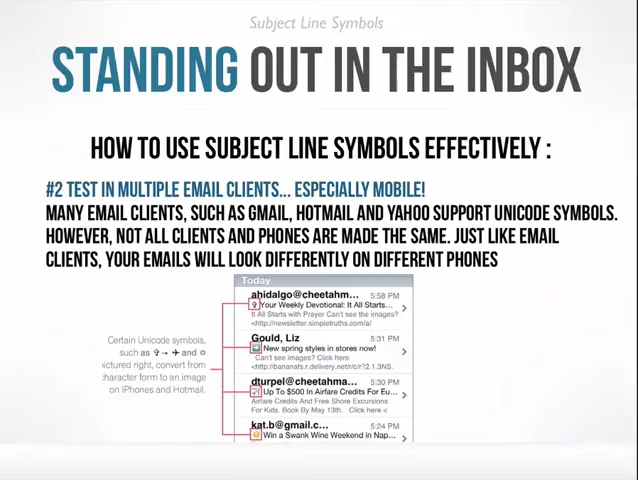 Subject Line Symbols
STANDING OUT IN THE INBOX
HOW TO USE SUBJECT LINE SYMBOLS EFFECTIVELY :
#2 TEST IN MULTIPLE EMAIL CLIENTS... ESPECIALLY MOBILE!
MANY EMAIL CLIENTS, SUCH AS GMAIL, HOTMAIL AND YAHOO SUPPORT UNICODE SYMBOLS.
HOWEVER, NOT ALL CLIENTS AND PHONES ARE MADE THE SAME. JUST LIKE EMAIL
CLIENTS, YOUR EMAILS WILL LOOK DIFFERENTLY ON DIFFERENT PHONES
Certain Unicode symbols,
such as ✞ → ✈ and ☼
pictured right, convert from
character form to an image
on iPhones and Hotmail.
Today
ahidalgo@cheetahm... 5:58 PM
✞ Your Weekly Devotional: It All Starts...
It All Starts with Prayer Can't see the images?
<http://newsletter.simpletruths.com/a/
Gould, Liz 5:31 PM
➡ New spring styles in stores now!
Can't see images? Click here
<http://bananafs.r.delivery.net/r/c/r?2.1.3NS.
dturpel@cheetahma... 5:30 PM
✈ Up To $500 In Airfare Credits For Eu...
Airfare Credits And Free Shore Excursions
For Kids. Book By May 13th. Click here <
kat.b@gmail.c... 5:24 PM
☼ Win a Swank Wine Weekend in Nap...